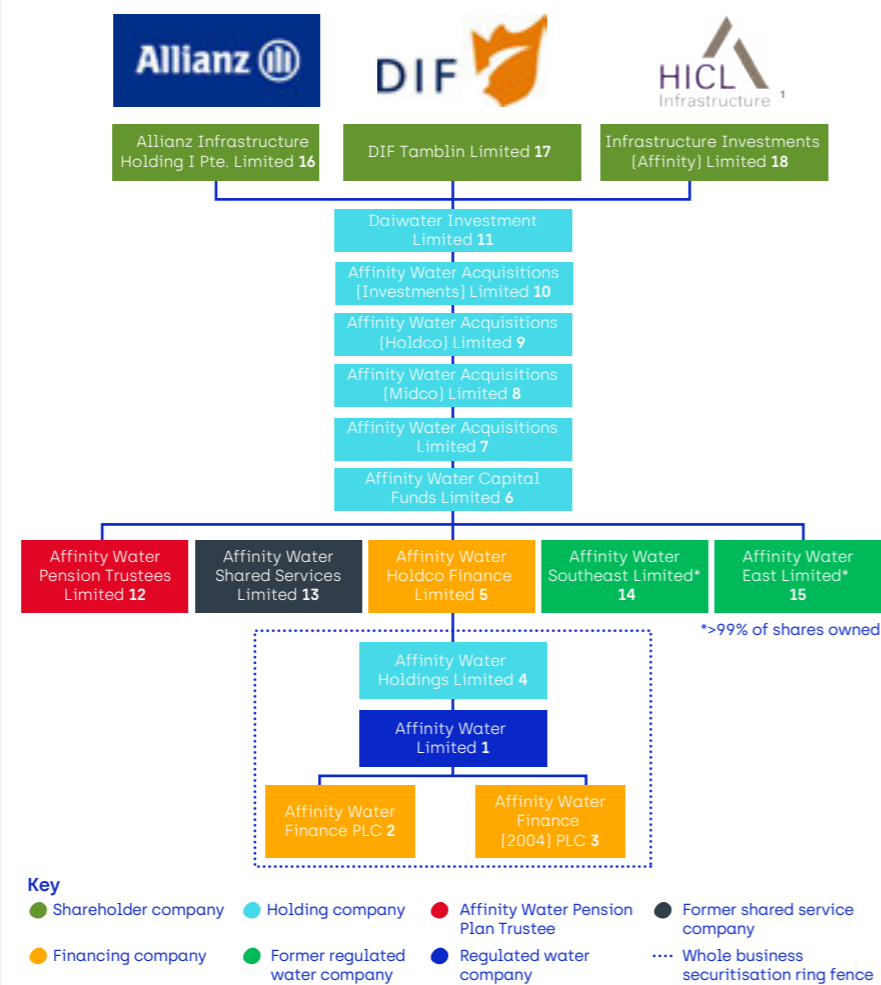 Allianz
DIF
HICL
Infrastructure 1
Allianz Infrastructure
Holding I Pte. Limited 16
DIF Tamblin Limited 17
Infrastructure Investments
(Affinity) Limited 18
Daiwater Investment
Limited 11
Affinity Water Acquisitions
(Investments) Limited 10
Affinity Water Acquisitions
(Holdco) Limited 9
Affinity Water Acquisitions
(Midco) Limited 8
Affinity Water Acquisitions
Limited 7
Affinity Water Capital
Funds Limited 6
Affinity Water
Pension Trustees
Limited 12
Affinity Water
Shared Services
Limited 13
Affinity Water
Holdco Finance
Limited 5
Affinity Water
Southeast Limited*
14
Affinity Water
East Limited*
15
*>99% of shares owned
Affinity Water
Holdings Limited 4
Affinity Water
Limited 1
Affinity Water
Finance PLC 2
Affinity Water
Finance
(2004) PLC 3
Key
Shareholder company
Holding company
Affinity Water Pension
Plan Trustee
Former shared service
company
Financing company
Former regulated
water company
Regulated water
company
Whole business
securitisation ring fence